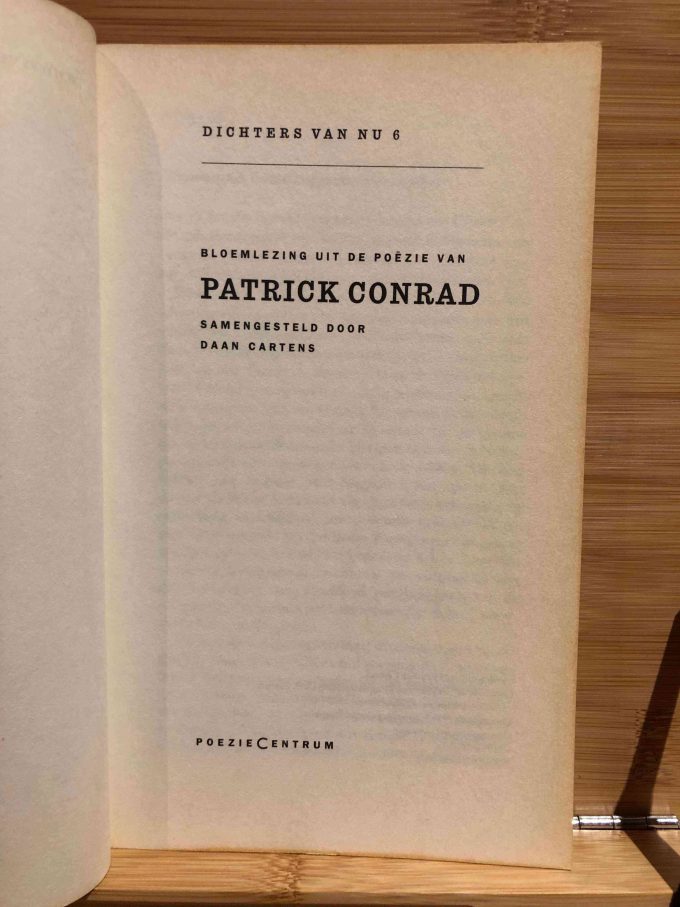 DICHTERS VAN NU 6
BLOEMLEZING UIT DE POËZIE VAN
PATRICK CONRAD
SAMENGESTELD DOOR
DAAN CARTENS
POEZIECENTRUM